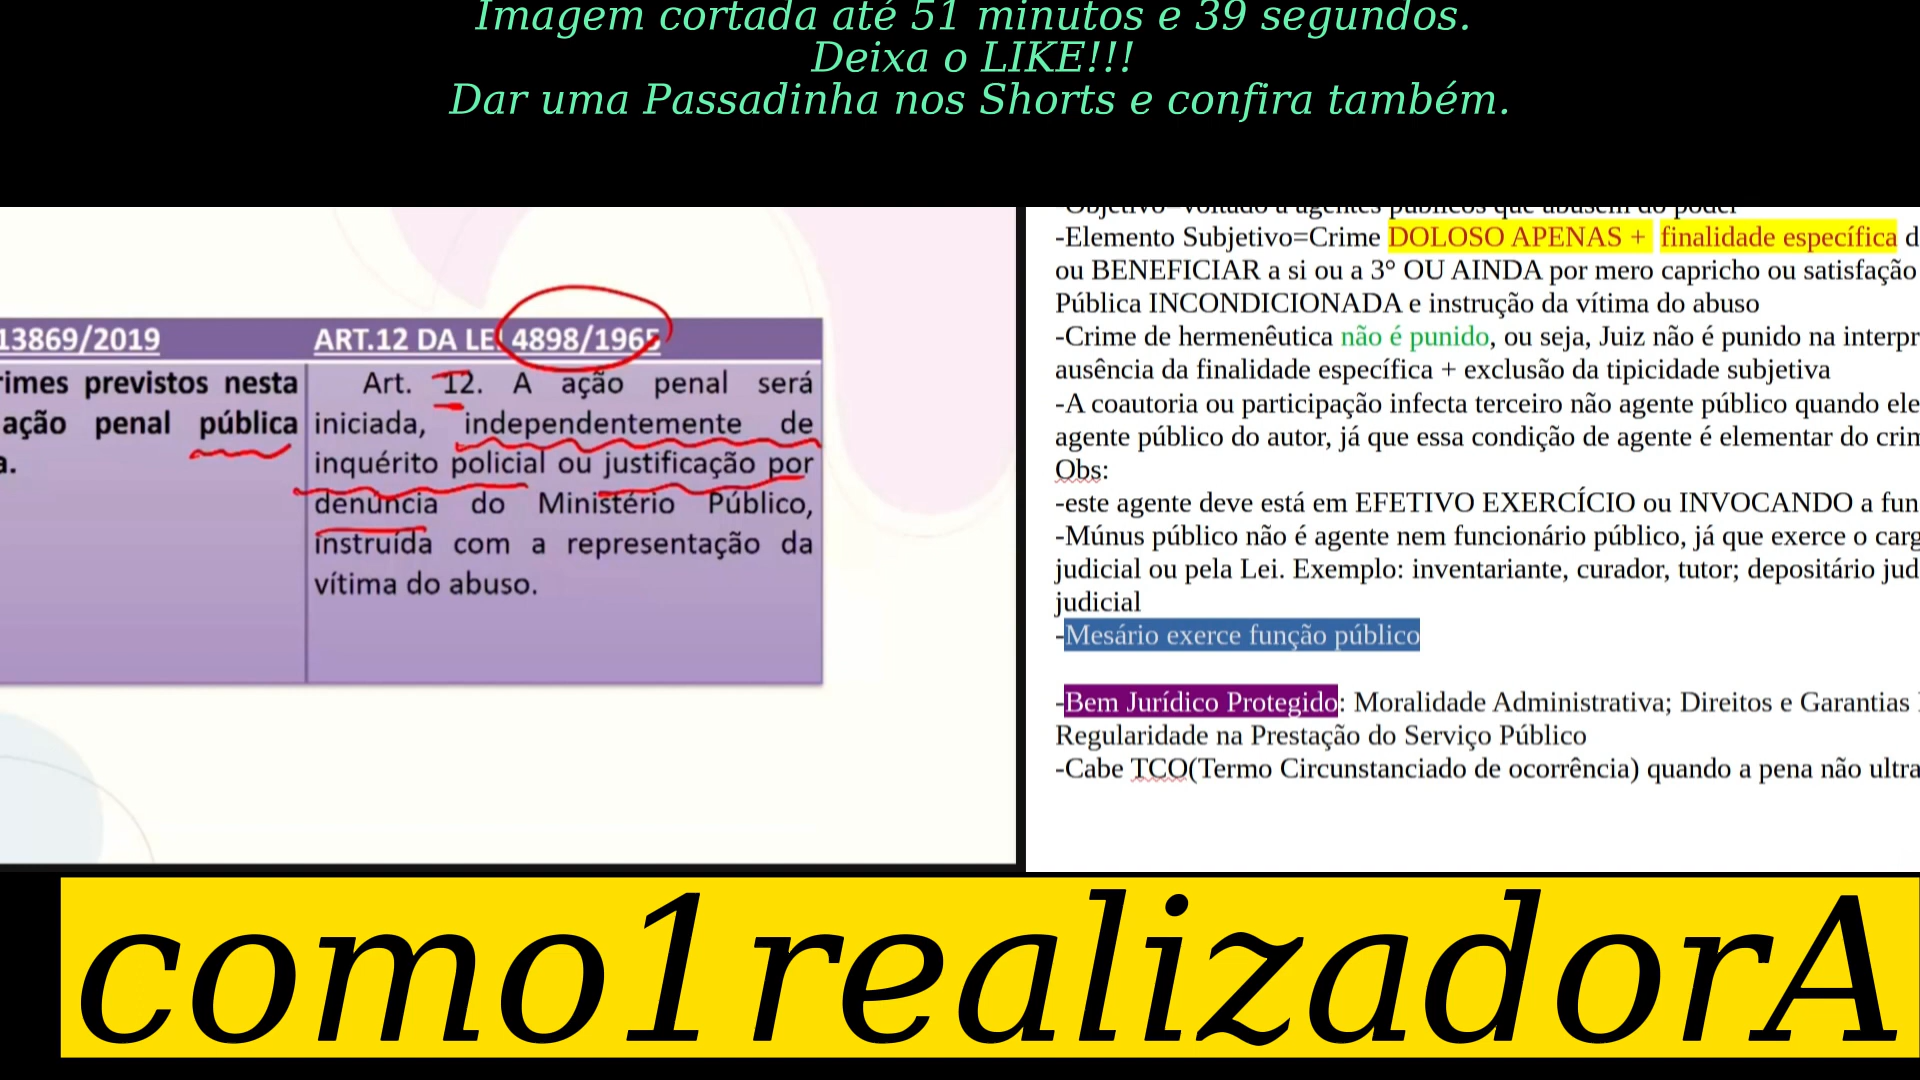 Imagem cortada até 51 minutos e 39 segundos.
Deixa o LIKE!!!
Dar uma Passadinha nos Shorts e confira também.
13869/2019
rimes previstos nesta
ação penal pública
a.
ART.12 DA LEI 4898/1965
Art. 12. A ação penal será
iniciada, independentemente de
inquérito policial ou justificação por
denúncia do Ministério Público,
instruída com a representação da
vítima do abuso.
-Objetivo=voltado a agentes públicos que abusem do poder
-Elemento Subjetivo=Crime DOLOSO APENAS + finalidade específica d
ou BENEFICIAR a si ou a 3° OU AINDA por mero capricho ou satisfação
Pública INCONDICIONADA e instrução da vítima do abuso
-Crime de hermenêutica não é punido, ou seja, Juiz não é punido na interpr
ausência da finalidade específica + exclusão da tipicidade subjetiva
-A coautoria ou participação infecta terceiro não agente público quando ele
agente público do autor, já que essa condição de agente é elementar do crim
Obs:
-este agente deve está em EFETIVO EXERCÍCIO ou INVOCANDO a fun
-Múnus público não é agente nem funcionário público, já que exerce o carg
judicial ou pela Lei. Exemplo: inventariante, curador, tutor; depositário jud
judicial
-Mesário exerce função público
-Bem Jurídico Protegido: Moralidade Administrativa; Direitos e Garantias
Regularidade na Prestação do Serviço Público
-Cabe TCO(Termo Circunstanciado de ocorrência) quando a pena não ultra
como1realizadorA